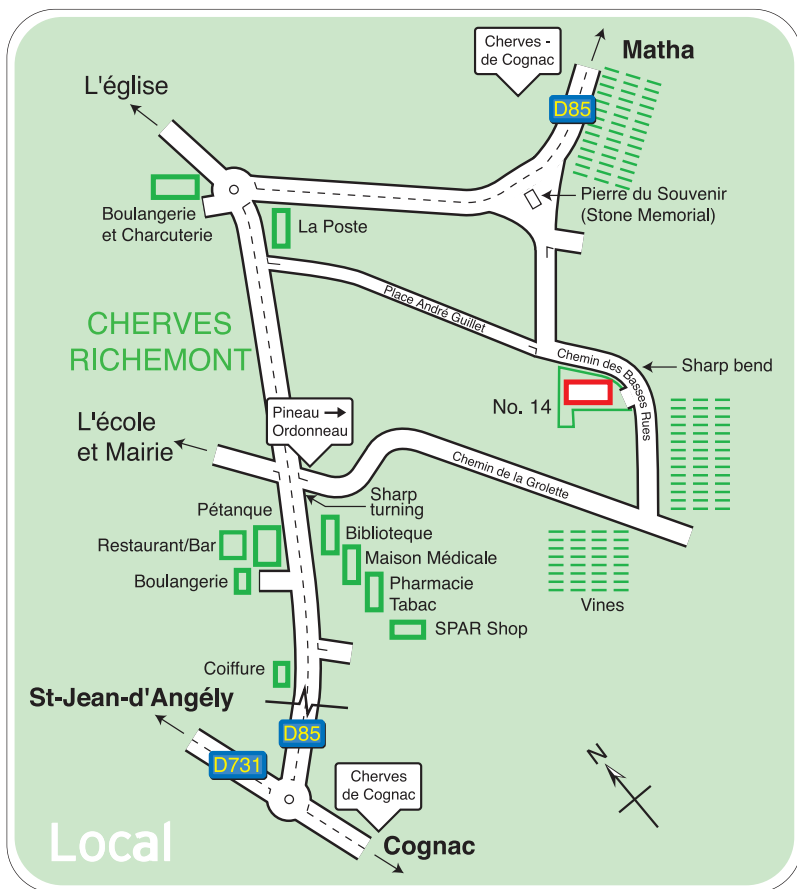 Cherves -
de Cognac
Matha
L'église
D85
Pierre du Souvenir
(Stone Memorial)
Boulangerie
et Charcuterie
La Poste
Place André Guillet
CHERVES
RICHEMONT
Chemin des Basses Rues
Sharp bend
No. 14
Pineau
Ordonneau
L'école
et Mairie
Chemin de la Grolette
Sharp
turning
Pétanque
Biblioteque
Restaurant/Bar
Maison Médicale
Boulangerie
Pharmacie
Tabac
Vines
SPAR Shop
Coiffure
St-Jean-d'Angély
D85
D731
N
Cherves
de Cognac
Local
Cognac